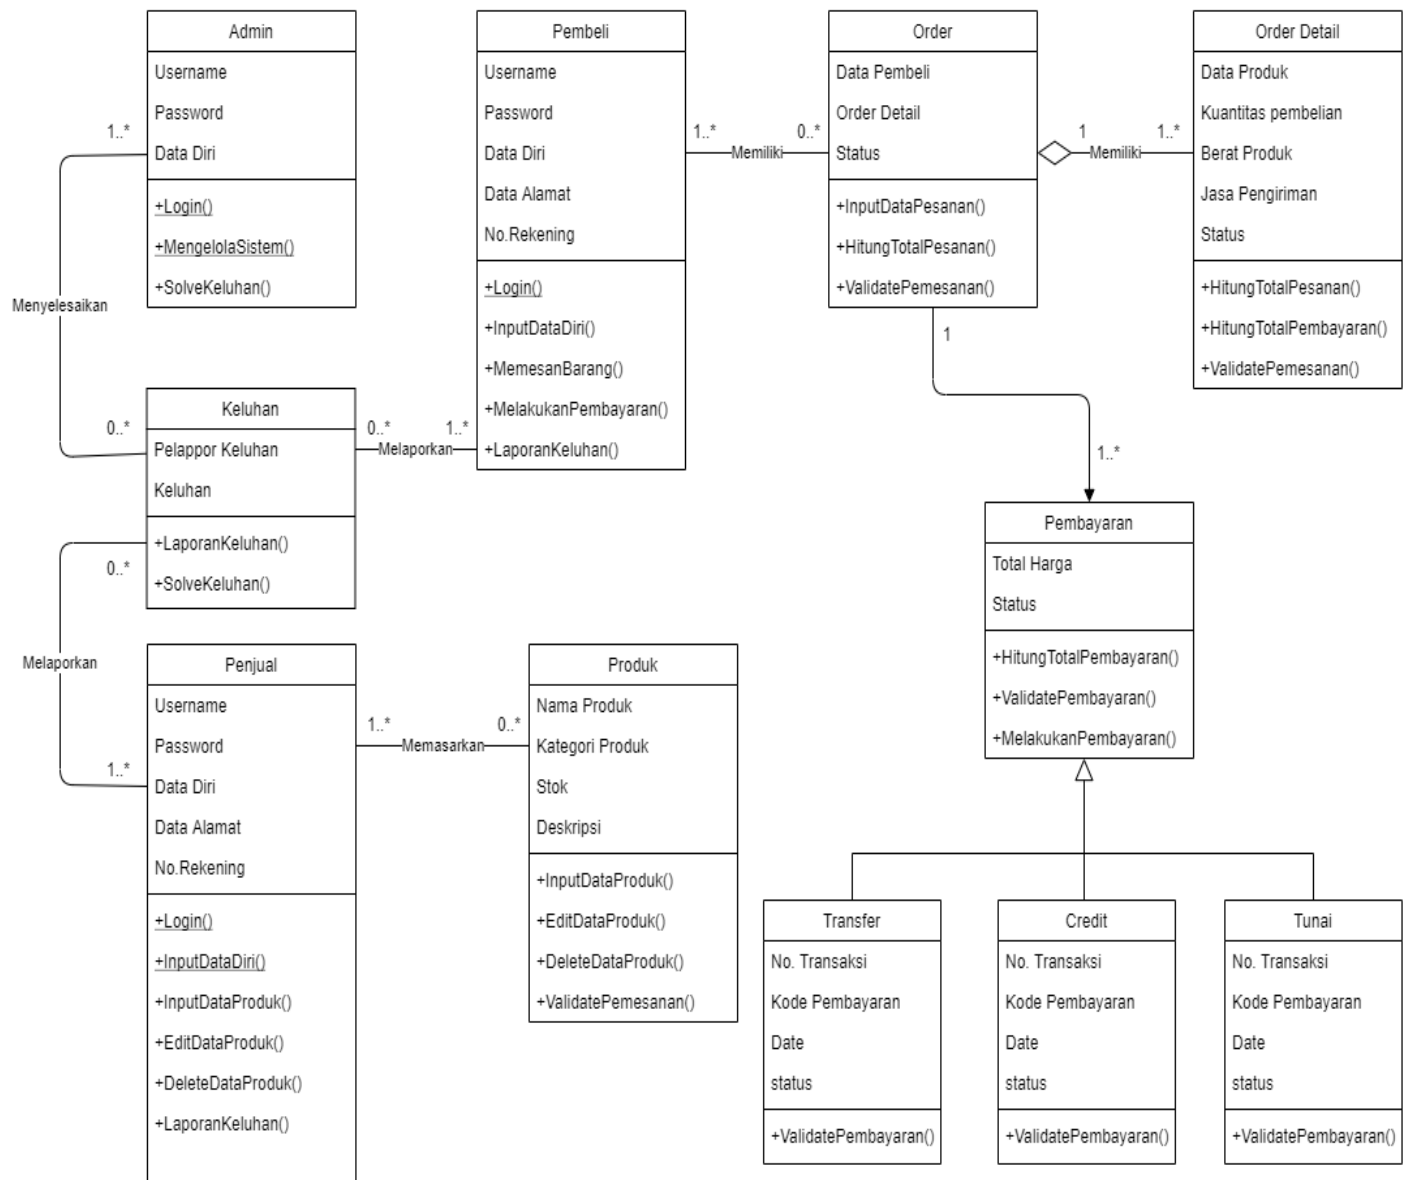 Admin
Username
Password
Data Diri
+Login()
+MengelolaSistem()
+SolveKeluhan()
Pembeli
Username
Password
Data Diri
Data Alamat
No.Rekening
+Login()
+InputDataDiri()
+MemesanBarang()
+MelakukanPembayaran()
+LaporanKeluhan()
1..*
Memiliki
0..*
Order
Data Pembeli
Order Detail
Status
+InputDataPesanan()
+HitungTotalPesanan()
+ValidatePemesanan()
1
Memiliki
1..*
Order Detail
Data Produk
Kuantitas pembelian
Berat Produk
Jasa Pengiriman
Status
+HitungTotalPesanan()
+HitungTotalPembayaran()
+ValidatePemesanan()
1..*
Menyelesaikan
0..*
Keluhan
Pelappor Keluhan
Keluhan
+LaporanKeluhan()
+SolveKeluhan()
0..*
Melaporkan
1..*
1
1..*
Pembayaran
Total Harga
Status
+HitungTotalPembayaran()
+ValidatePembayaran()
+MelakukanPembayaran()
0..*
Melaporkan
1..*
Penjual
Username
Password
Data Diri
Data Alamat
No.Rekening
+Login()
+InputDataDiri()
+InputDataProduk()
+EditDataProduk()
+DeleteDataProduk()
+LaporanKeluhan()
1..*
Memasarkan
0..*
Produk
Nama Produk
Kategori Produk
Stok
Deskripsi
+InputDataProduk()
+EditDataProduk()
+DeleteDataProduk()
+ValidatePemesanan()
Transfer
No. Transaksi
Kode Pembayaran
Date
status
+ValidatePembayaran()
Credit
No. Transaksi
Kode Pembayaran
Date
status
+ValidatePembayaran()
Tunai
No. Transaksi
Kode Pembayaran
Date
status
+ValidatePembayaran()